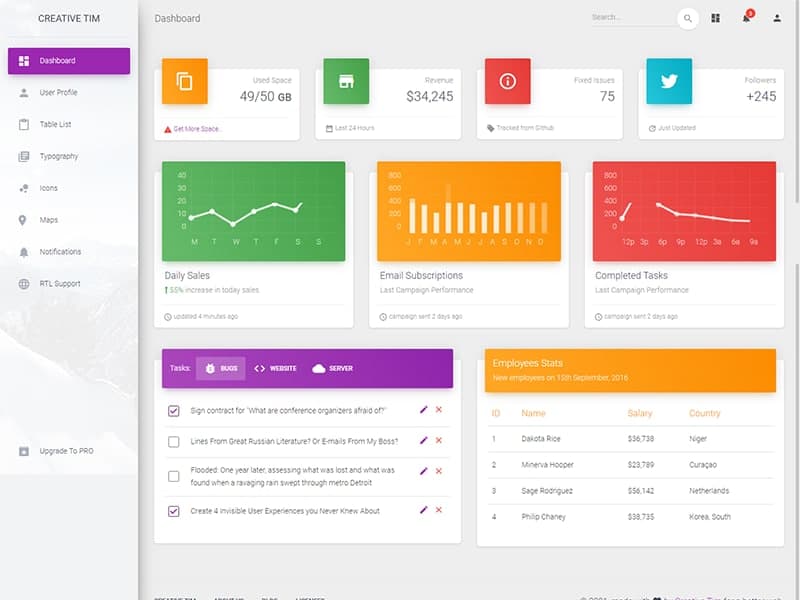 CREATIVE TIM
Dashboard
User Profile
Table List
Typography
Icons
Maps
Notifications
RTL Support
Upgrade To PRO
Dashboard
Search...
5
Used Space
49/50 GB
Get More Space...
Revenue
$34,245
Last 24 Hours
Fixed Issues
75
Tracked from Github
Followers
+245
Just Updated
40
30
20
10
0
M T W T F S S
Daily Sales
55% increase in today sales.
updated 4 minutes ago
800
600
400
200
0
J F M A M J J A S O N D
Email Subscriptions
Last Campaign Performance
campaign sent 2 days ago
800
600
400
200
0
12p 3p 6p 9p 12p 3a 6a 9a
Completed Tasks
Last Campaign Performance
campaign sent 2 days ago
Tasks: BUGS WEBSITE SERVER
Sign contract for "What are conference organizers afraid of?"
Lines From Great Russian Literature? Or E-mails From My Boss?
Flooded: One year later, assessing what was lost and what was
found when a ravaging rain swept through metro Detroit
Create 4 Invisible User Experiences you Never Knew About
Employees Stats
New employees on 15th September, 2016
ID Name Salary Country
1 Dakota Rice $36,738 Niger
2 Minerva Hooper $23,789 Curaçao
3 Sage Rodriguez $56,142 Netherlands
4 Philip Chaney $38,735 Korea, South